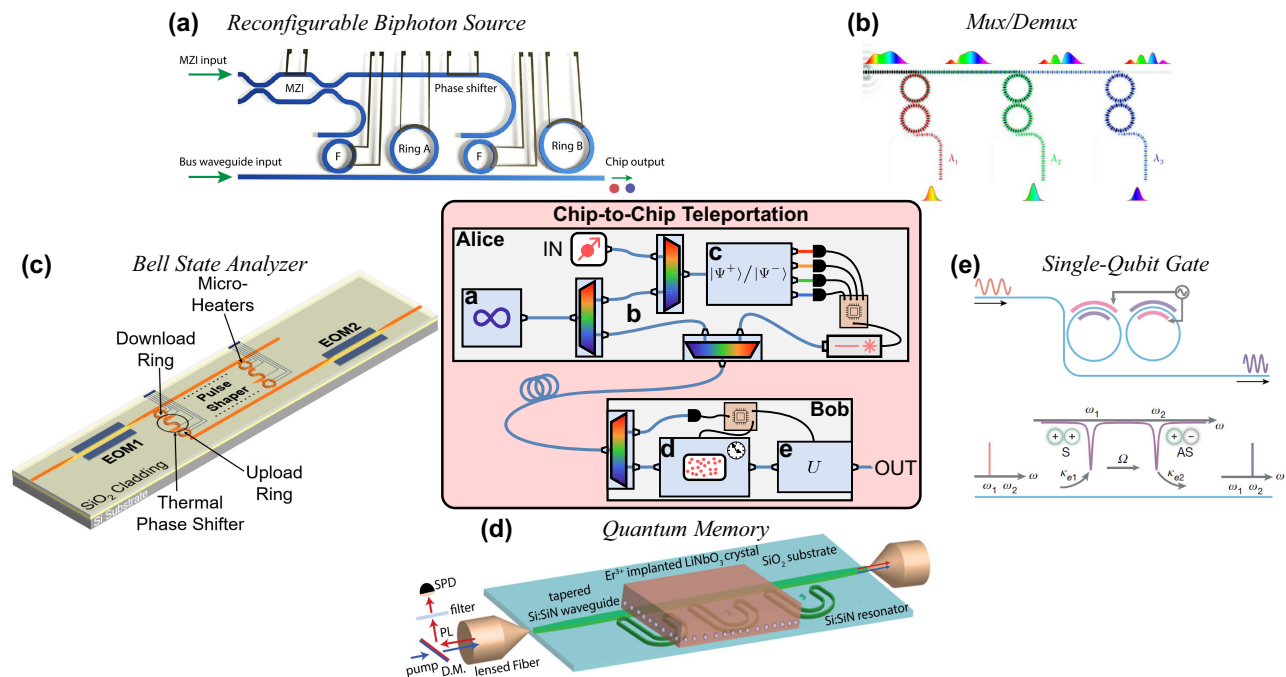 (a)
Reconfigurable Biphoton Source
MZI input
MZI
Phase shifter
F
Ring A
F
Ring B
Bus waveguide input
Chip output
(b)
Mux/Demux
λ1
λ2
λ3
Chip-to-Chip Teleportation
Alice
IN
a
b
c
|Ψ+⟩/|Ψ−⟩
Bob
d
e
U
OUT
(c)
Bell State Analyzer
Micro-
Heaters
Download
Ring
EOM2
Pulse
Shaper
EOM1
Upload
Ring
SiO2 Cladding
Si Substrate
Thermal
Phase Shifter
(e)
Single-Qubit Gate
ω1
ω2
ω
+ +
S
+ −
AS
κe1
Ω
κe2
ω
ω1 ω2
ω
ω1 ω2
(d)
Quantum Memory
Er3+ implanted LiNbO3 crystal
SiO2 substrate
tapered
Si:SiN waveguide
Si:SiN resonator
SPD
filter
PL
pump
D.M.
lensed Fiber